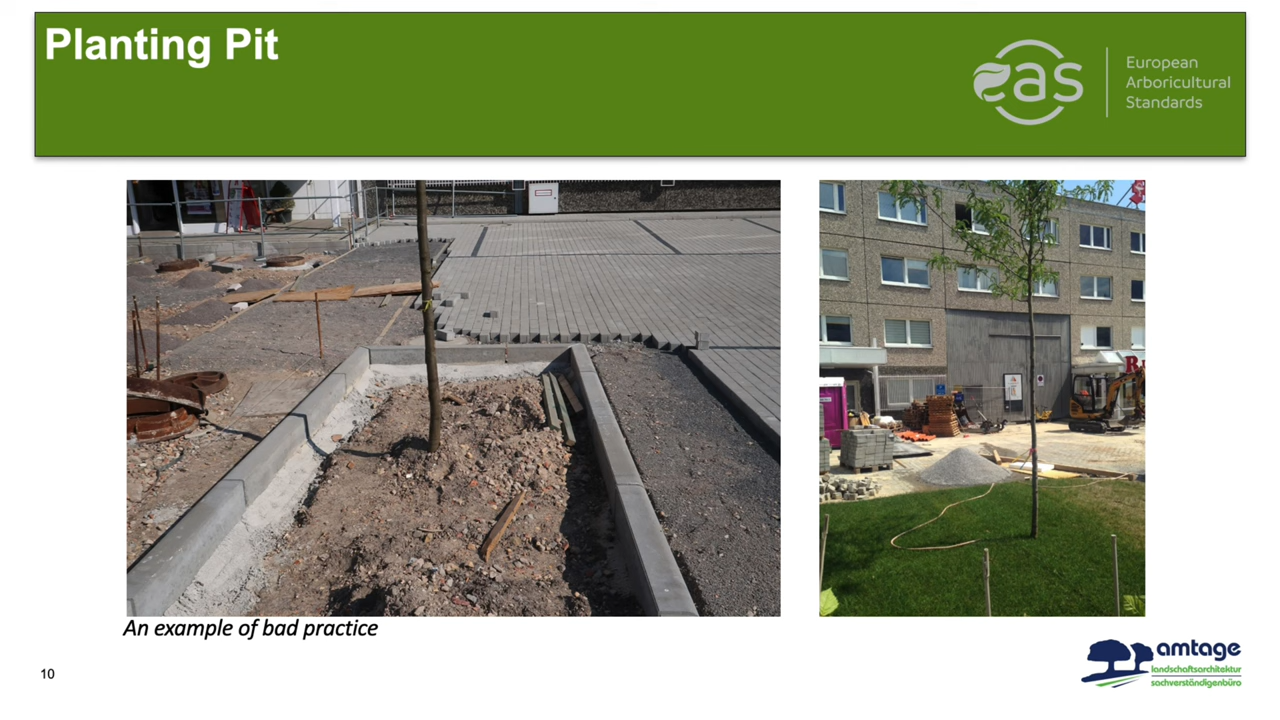 Planting Pit
eas
European
Arboricultural
Standards
An example of bad practice
10
amtage
landschaftsarchitektur
sachverständigenbüro